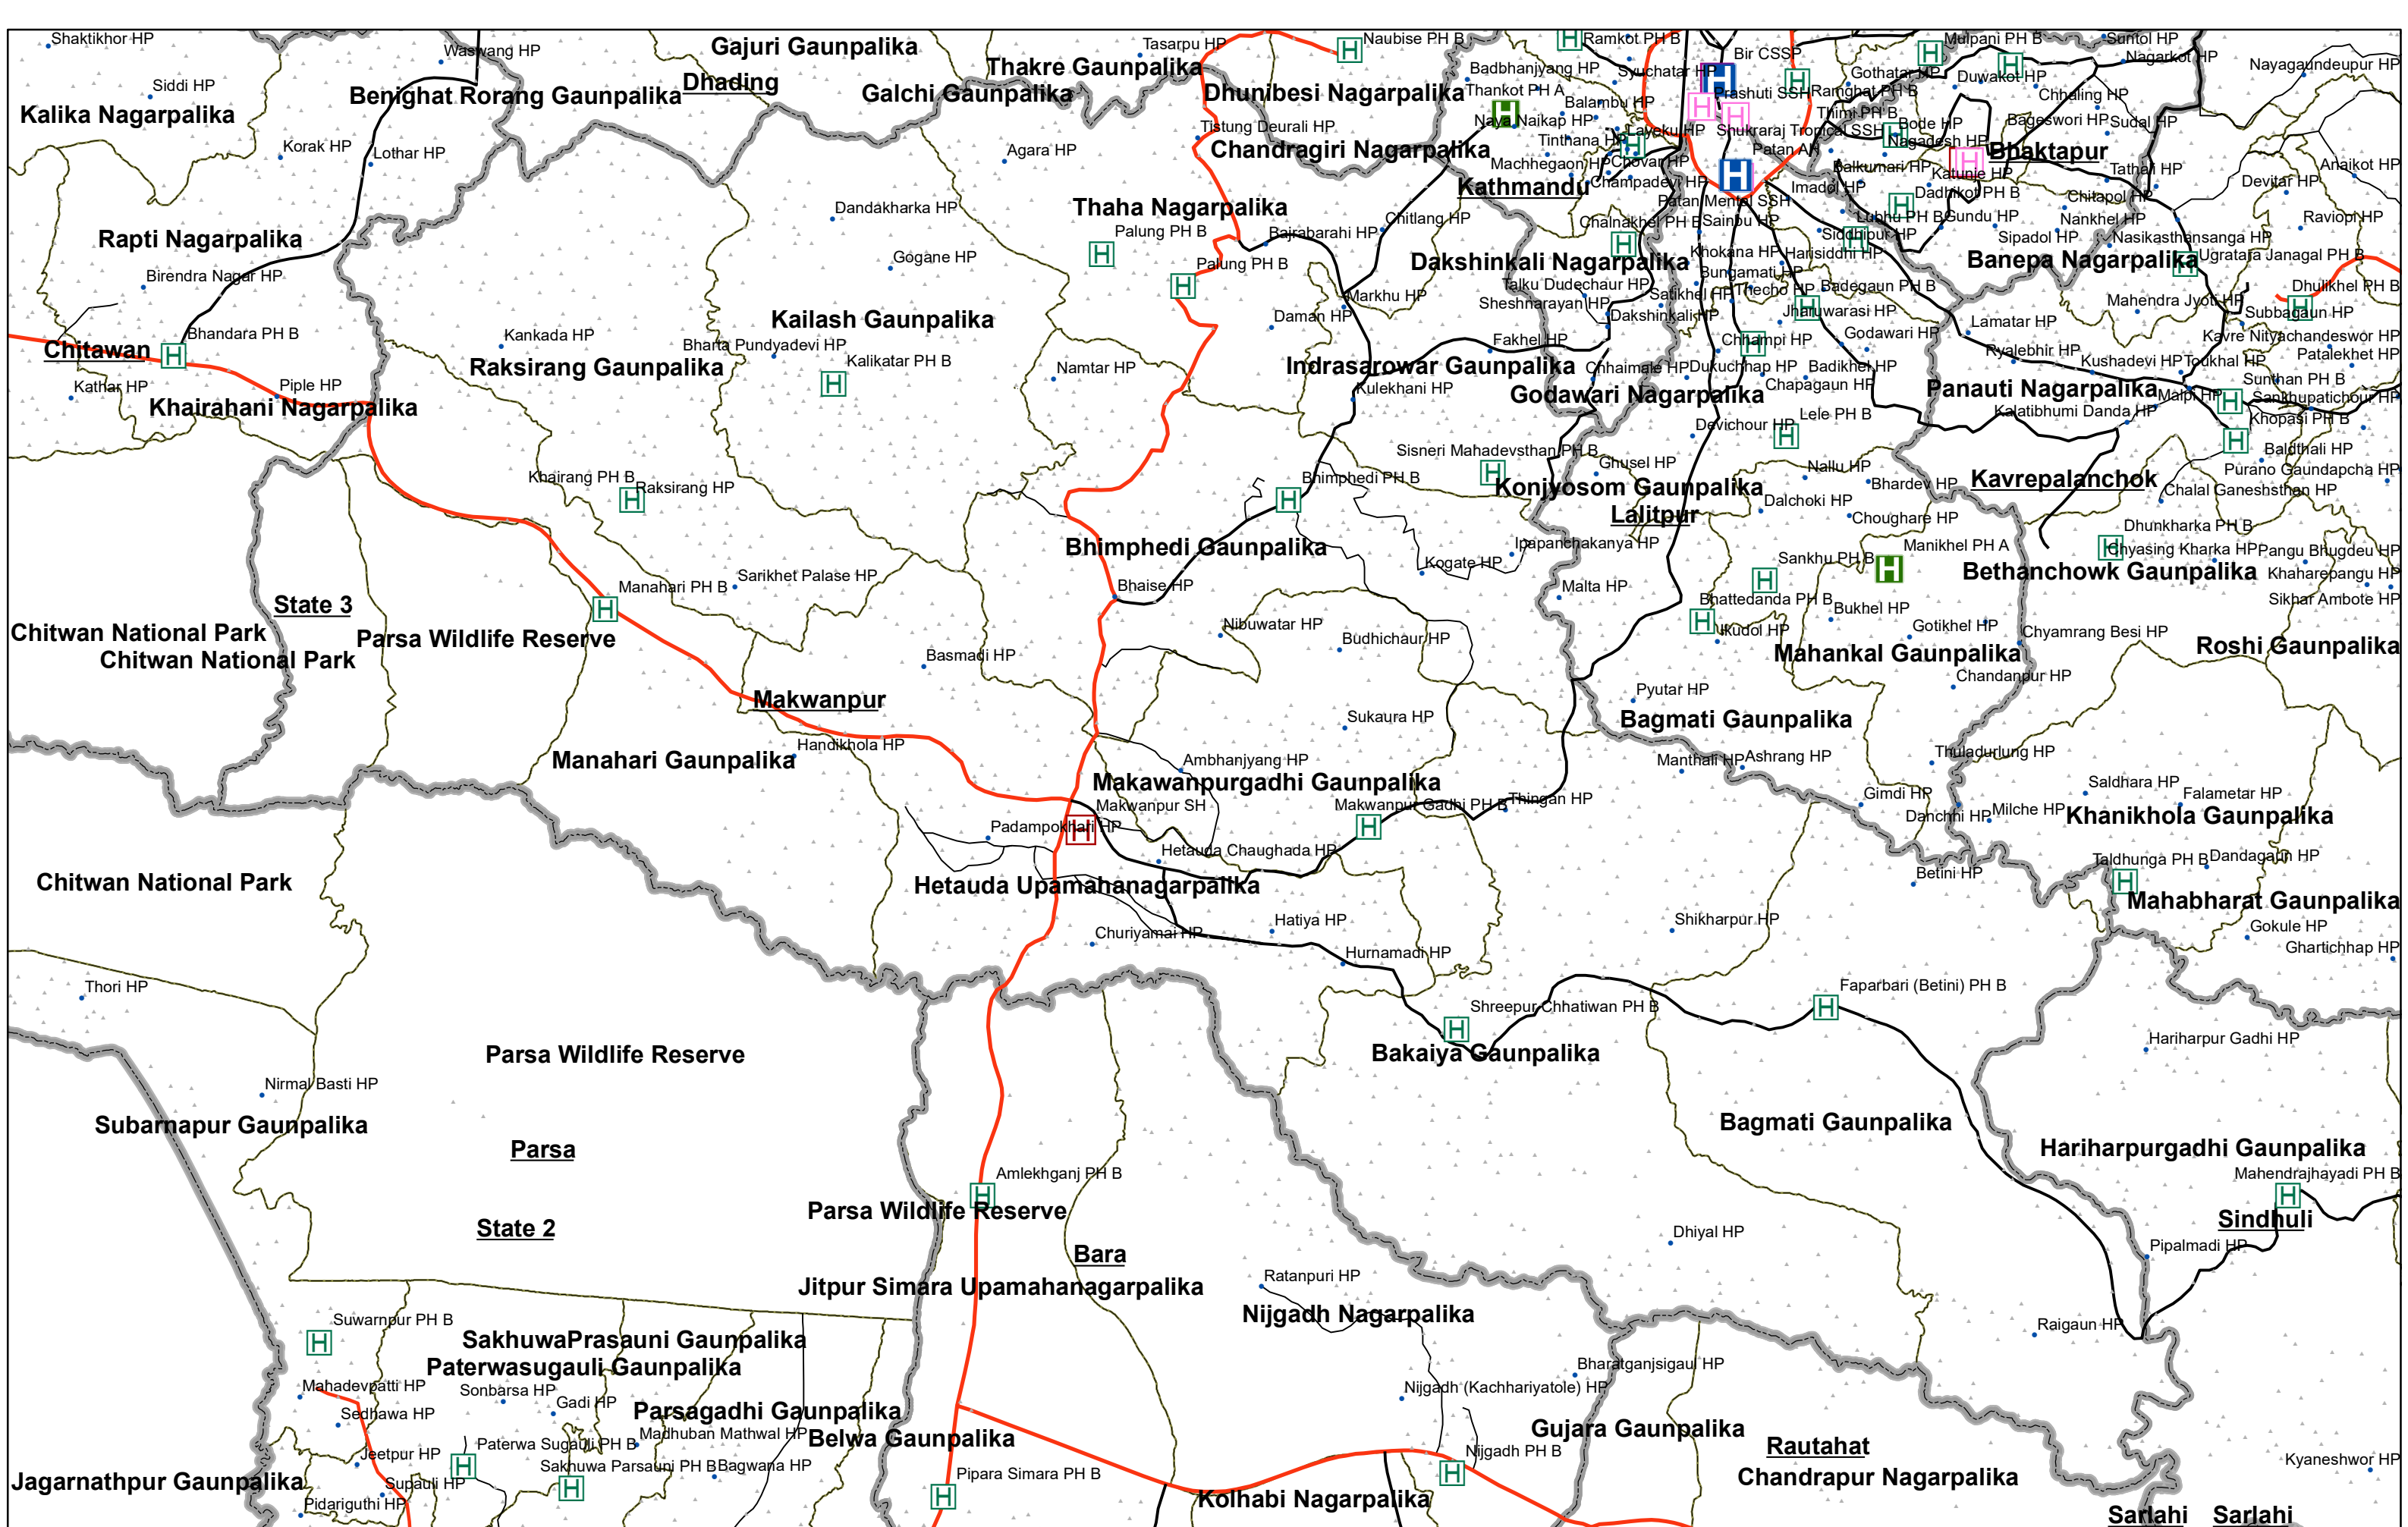 Shaktikhor HP
Waswang HP
Gajuri Gaunpalika
Tasarpu HP
Naubise PH B
Ramkot PH B
Bir CSSP
Mulpani PH B
Suntol HP
Nagarkot HP
Nayagaundeupur HP
Siddi HP
Dhading
Thakre Gaunpalika
Badbhanjyang HP
Syuchatar HP
Gothatar HP
Duwakot HP
Kalika Nagarpalika
Benighat Rorang Gaunpalika
Galchi Gaunpalika
Dhunibesi Nagarpalika
Thankot PH A
Balambu HP
Prashuti SSH
Ramghat PH B
Chhaling HP
Thimi PH B
Naya Naikap HP
Bode HP
Bageswori HP
Sudal HP
Tistung Deurali HP
Layeku HP
Shukraraj Tropical SSH
Korak HP
Lothar HP
Agara HP
Chandragiri Nagarpalika
Tinthana HP
Patan AH
Nagadesh HP
Bhaktapur
Machhegaon HP
Chovar HP
Balkumari HP
Katunje HP
Tathali HP
Anaikot HP
Kathmandu
Champadevi HP
Imadol HP
Dadhikot PH B
Chitapol HP
Devitar HP
Dandakharka HP
Thaha Nagarpalika
Chitlang HP
Patan Mental SSH
Chalnakhel PH B
Sainbu HP
Lubhu PH B
Gundu HP
Nankhel HP
Raviopi HP
Rapti Nagarpalika
Palung PH B
Bajrabarahi HP
Siddhipur HP
Sipadol HP
Nasikasthansanga HP
Gogane HP
Palung PH B
Dakshinkali Nagarpalika
Khokana HP
Harisiddhi HP
Banepa Nagarpalika
Ugratara Janagal PH B
Birendra Nagar HP
Bungamati HP
Talku Dudechaur HP
Satikhel HP
Thecho HP
Badegaun PH B
Dhulikhel PH B
Markhu HP
Sheshnarayan HP
Mahendra Jyoti HP
Bhandara PH B
Kankada HP
Kailash Gaunpalika
Daman HP
Dakshinkali HP
Jharuwarasi HP
Lamatar HP
Subbagaun HP
Chitawan
Bharta Pundyadevi HP
Fakhel HP
Chhampi HP
Godawari HP
Kavre Nityachandeswor HP
Kalikatar PH B
Ryalebhir HP
Kushadevi HP
Toukhal HP
Patalekhet HP
Raksirang Gaunpalika
Namtar HP
Indrasarowar Gaunpalika
Chhaimale HP
Dukuchhap HP
Badikhel HP
Sunthan PH B
Kathar HP
Piple HP
Kulekhani HP
Godawari Nagarpalika
Chapagaun HP
Panauti Nagarpalika
Malpi HP
Sankhupatichour HP
Khairahani Nagarpalika
Lele PH B
Kalatibhumi Danda HP
Khopasi PH B
Devichour HP
Sisneri Mahadevsthan PH B
Baldthali HP
Khairang PH B
Raksirang HP
Bhimphedi PH B
Ghusel HP
Nallu HP
Purano Gaundapcha HP
Konjyosom Gaunpalika
Bhardev HP
Kavrepalanchok
Chalal Ganeshsthan HP
Dalchoki HP
Lalitpur
Choughare HP
Dhunkharka PH B
Bhimphedi Gaunpalika
Ipapanchakanya HP
Sankhu PH B
Manikhel PH A
Chyasing Kharka HP
Pangu Bhugdeu HP
Manahari PH B
Sarikhet Palase HP
Bhaise HP
Kogate HP
Malta HP
Bethanchowk Gaunpalika
Khaharepangu HP
State 3
Bhattedanda PH B
Bukhel HP
Sikhar Ambote HP
Chitwan National Park
Parsa Wildlife Reserve
Nibuwatar HP
Budhichaur HP
Ikudol HP
Gotikhel HP
Chyamrang Besi HP
Chitwan National Park
Basmadi HP
Mahankal Gaunpalika
Roshi Gaunpalika
Makwanpur
Pyutar HP
Chandanpur HP
Sukaura HP
Bagmati Gaunpalika
Handikhola HP
Manahari Gaunpalika
Ambhanjyang HP
Manthali HP
Ashrang HP
Thuladurlung HP
Makawanpurgadhi Gaunpalika
Saldhara HP
Makwanpur SH
Makwanpur Gadhi PH B
Thingan HP
Gimdi HP
Milche HP
Falametar HP
Padampokhari HP
Danchhi HP
Khanikhola Gaunpalika
Hetauda Chaughada HP
Taldhunga PH B
Dandagaun HP
Chitwan National Park
Hetauda Upamahanagarpalika
Betini HP
Mahabharat Gaunpalika
Churiyamai HP
Hatiya HP
Shikharpur HP
Gokule HP
Hurnamadi HP
Ghartichhap HP
Thori HP
Shreepur Chhatiwan PH B
Faparbari (Betini) PH B
Parsa Wildlife Reserve
Bakaiya Gaunpalika
Hariharpur Gadhi HP
Nirmal Basti HP
Subarnapur Gaunpalika
Bagmati Gaunpalika
Parsa
Hariharpurgadhi Gaunpalika
Amlekhganj PH B
Mahendrajhayadi PH B
Parsa Wildlife Reserve
Sindhuli
State 2
Dhiyal HP
Bara
Pipalmadi HP
Jitpur Simara Upamahanagarpalika
Ratanpuri HP
Suwarnpur PH B
Nijgadh Nagarpalika
Raigaun HP
SakhuwaPrasauni Gaunpalika
Paterwasugauli Gaunpalika
Bharatganjsigaul HP
Mahadevpatti HP
Sonbarsa HP
Nijgadh (Kachhariyatole) HP
Sedhawa HP
Gadi HP
Parsagadhi Gaunpalika
Gujara Gaunpalika
Jeetpur HP
Paterwa Sugauli PH B
Madhuban Mathwal HP
Belwa Gaunpalika
Nijgadh PH B
Rautahat
Sakhuwa Parsauni PH B
Bagwana HP
Pipara Simara PH B
Chandrapur Nagarpalika
Kyaneshwor HP
Jagarnathpur Gaunpalika
Supauli HP
Pidariguthi HP
Kolhabi Nagarpalika
Sarlahi
Sarlahi